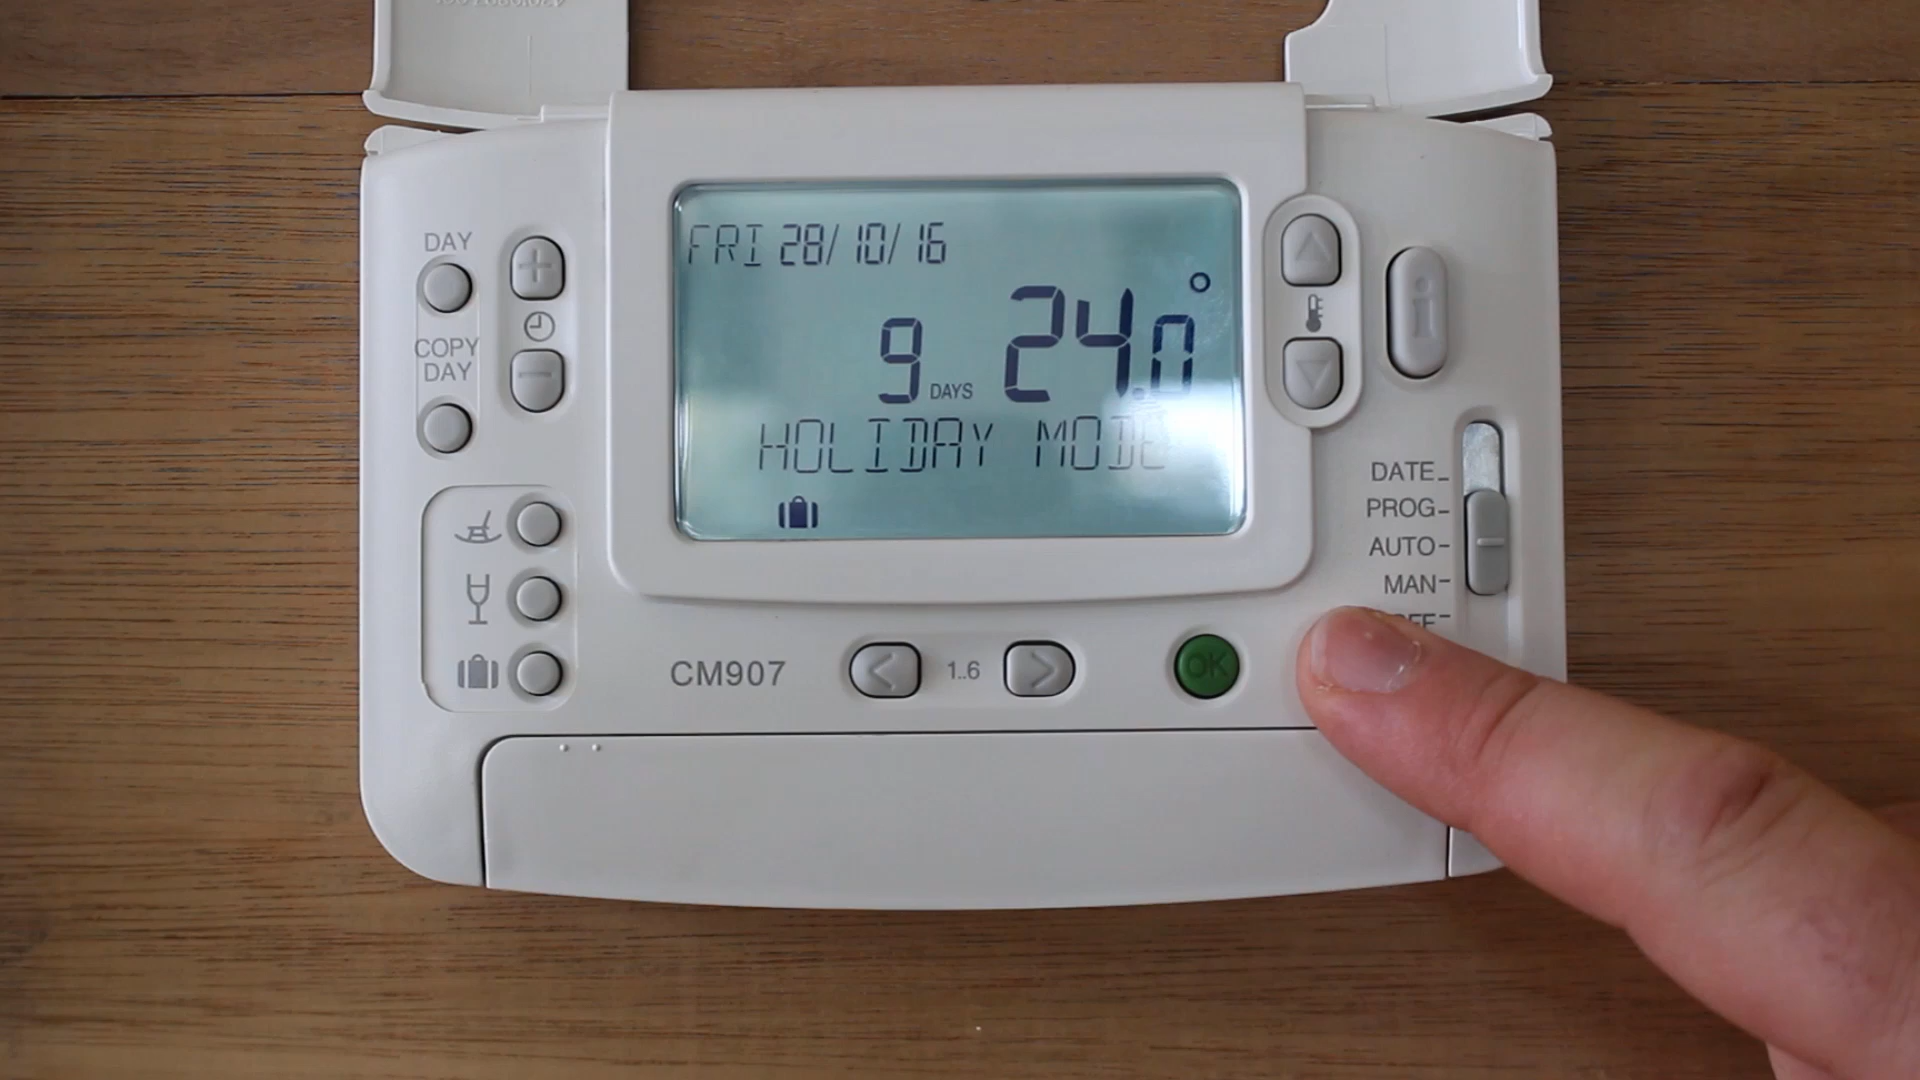 DAY
COPY
DAY
FRI 28/10/16
9 DAYS 24.0°
HOLIDAY MODE
DATE
PROG
AUTO
MAN
CM907
< 1..6 >
OK
i